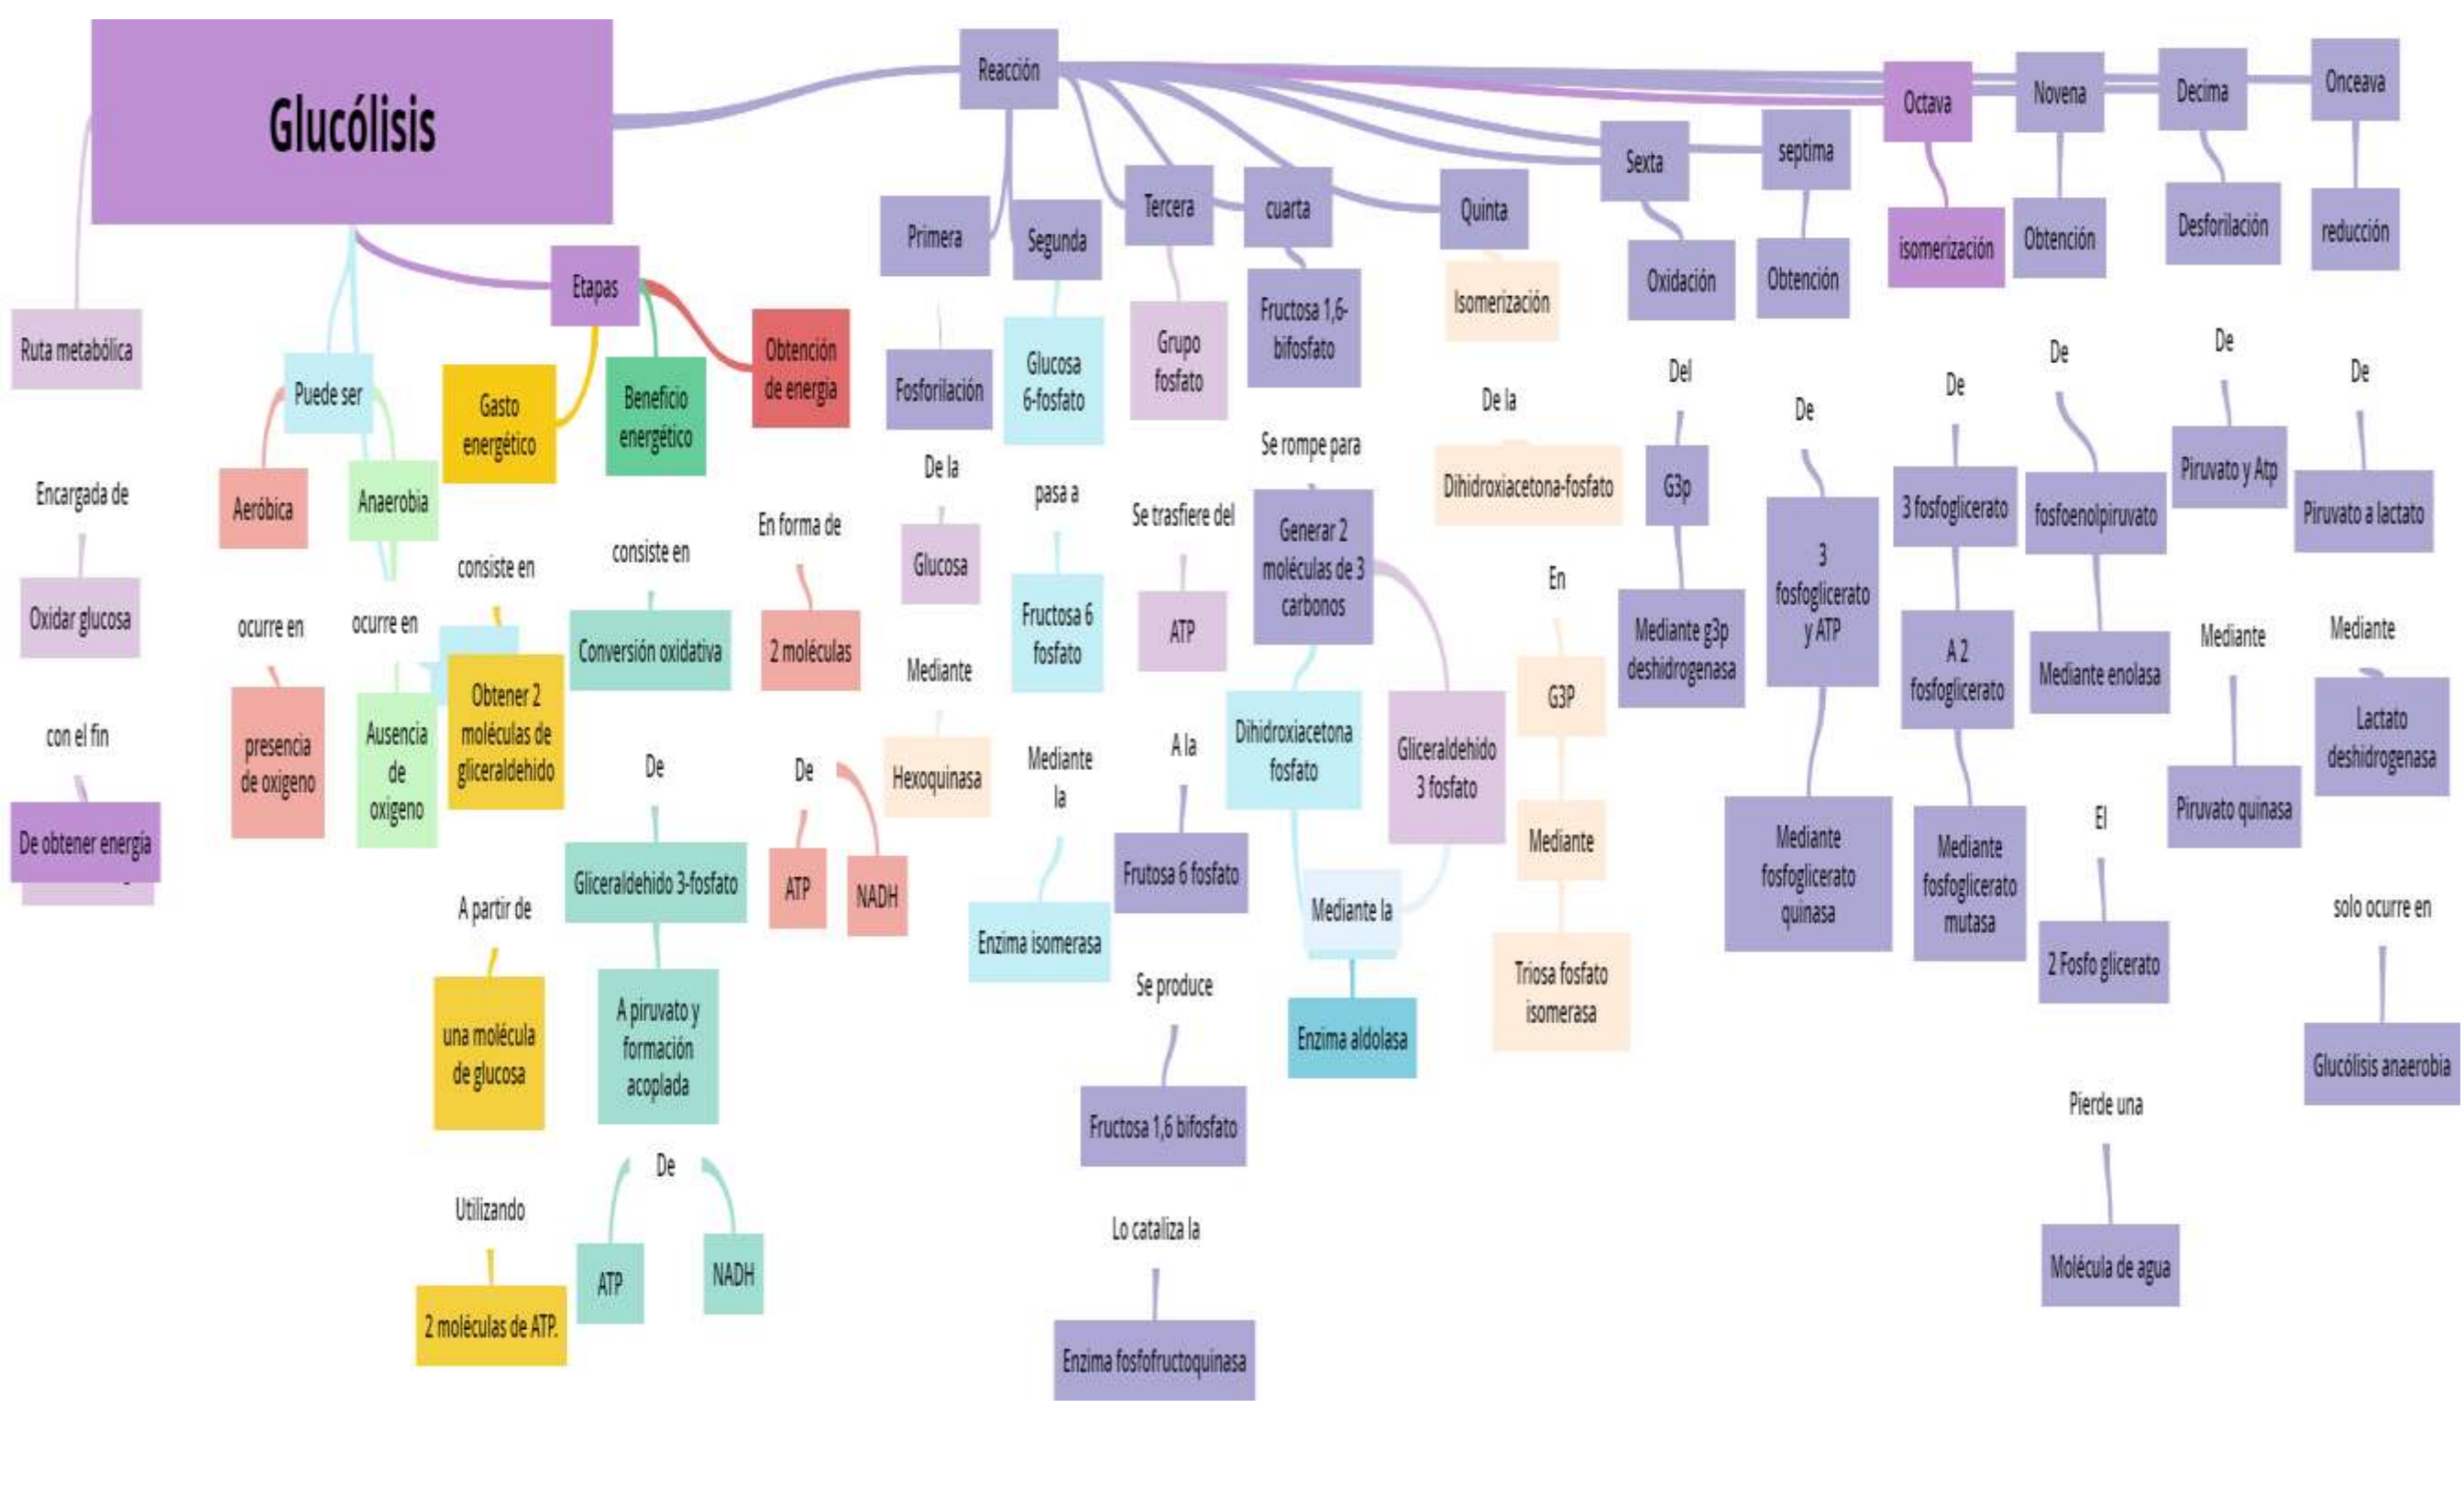 Glucólisis
Ruta metabólica
Encargada de
Oxidar glucosa
con el fin
De obtener energía
Puede ser
Aeróbica
ocurre en
presencia
de oxigeno
Anaerobia
ocurre en
Ausencia
de
oxigeno
Etapas
Gasto
energético
consiste en
Obtener 2
moléculas de
gliceraldehido
A partir de
una molécula
de glucosa
Utilizando
2 moléculas de ATP.
Beneficio
energético
consiste en
Conversión oxidativa
De
Gliceraldehido 3-fosfato
A piruvato y
formación
acoplada
De
ATP
NADH
Obtención
de energia
En forma de
2 moléculas
De
ATP
NADH
Reacción
Primera
Fosforilación
De la
Glucosa
Mediante
Hexoquinasa
Segunda
Glucosa
6-fosfato
pasa a
Fructosa 6
fosfato
Mediante
la
Enzima isomerasa
Tercera
Grupo
fosfato
Se trasfiere del
ATP
A la
Frutosa 6 fosfato
Se produce
Fructosa 1,6 bifosfato
Lo cataliza la
Enzima fosfofructoquinasa
cuarta
Fructosa 1,6-
bifosfato
Se rompe para
Generar 2
moléculas de 3
carbonos
Dihidroxiacetona
fosfato
Gliceraldehido
3 fosfato
Mediante la
Enzima aldolasa
Quinta
Isomerización
De la
Dihidroxiacetona-fosfato
En
G3P
Mediante
Triosa fosfato
isomerasa
Sexta
Oxidación
Del
G3p
Mediante g3p
deshidrogenasa
septima
Obtención
De
3
fosfoglicerato
y ATP
Mediante
fosfoglicerato
quinasa
Octava
isomerización
De
3 fosfoglicerato
A 2
fosfoglicerato
Mediante
fosfoglicerato
mutasa
Novena
Obtención
De
fosfoenolpiruvato
Mediante enolasa
El
2 Fosfo glicerato
Pierde una
Molécula de agua
Decima
Desforilación
De
Piruvato y Atp
Mediante
Piruvato quinasa
Onceava
reducción
De
Piruvato a lactato
Mediante
Lactato
deshidrogenasa
solo ocurre en
Glucólisis anaerobia